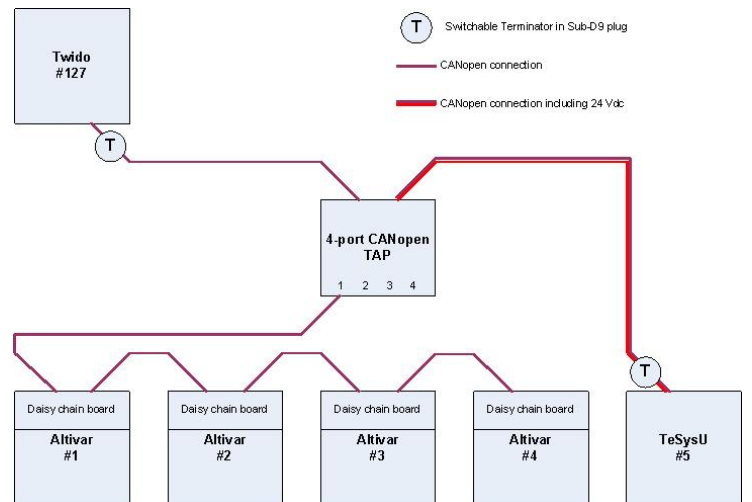 T
Switchable Terminator in Sub-D9 plug
CANopen connection
CANopen connection including 24 Vdc
Twido
#127
T
4-port CANopen
TAP
1 2 3 4
T
Daisy chain board
Altivar
#1
Daisy chain board
Altivar
#2
Daisy chain board
Altivar
#3
Daisy chain board
Altivar
#4
TeSysU
#5